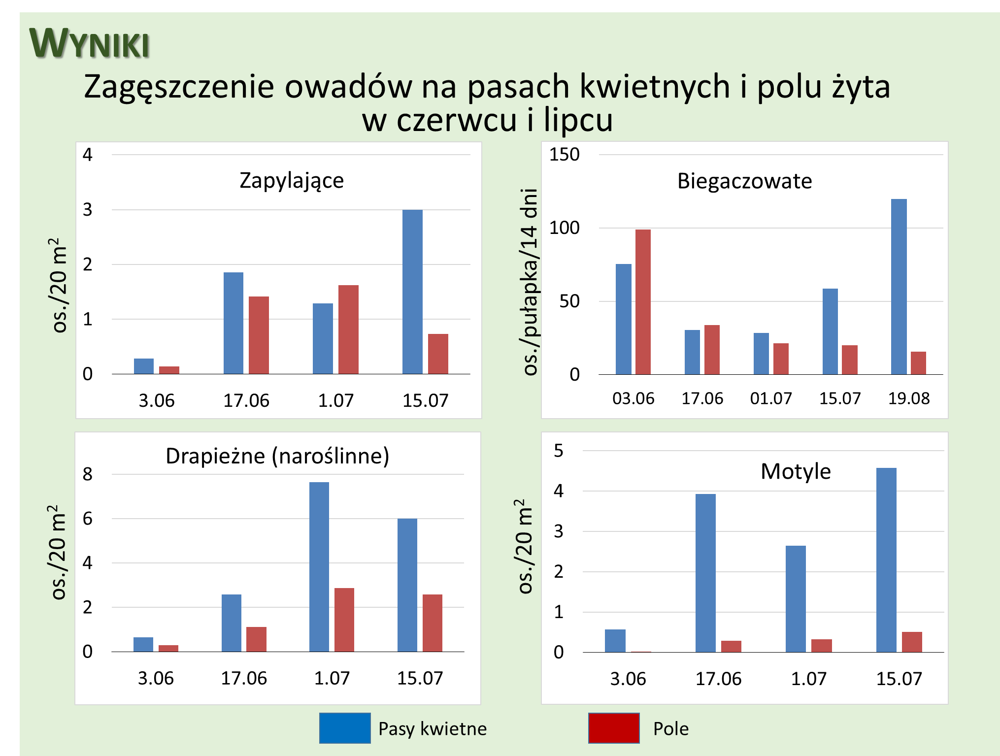 WYNIKI
Zagęszczenie owadów na pasach kwietnych i polu żyta
w czerwcu i lipcu
os./20 m²
4
3
2
1
0
Zapylające
3.06 17.06 1.07 15.07
os./pułapka/14 dni
150
100
50
0
Biegaczowate
03.06 17.06 01.07 15.07 19.08
os./20 m²
Drapieżne (naroślinne)
8
6
4
2
0
3.06 17.06 1.07 15.07
os./20 m²
5
4
3
2
1
0
Motyle
3.06 17.06 1.07 15.07
Pasy kwietne
Pole